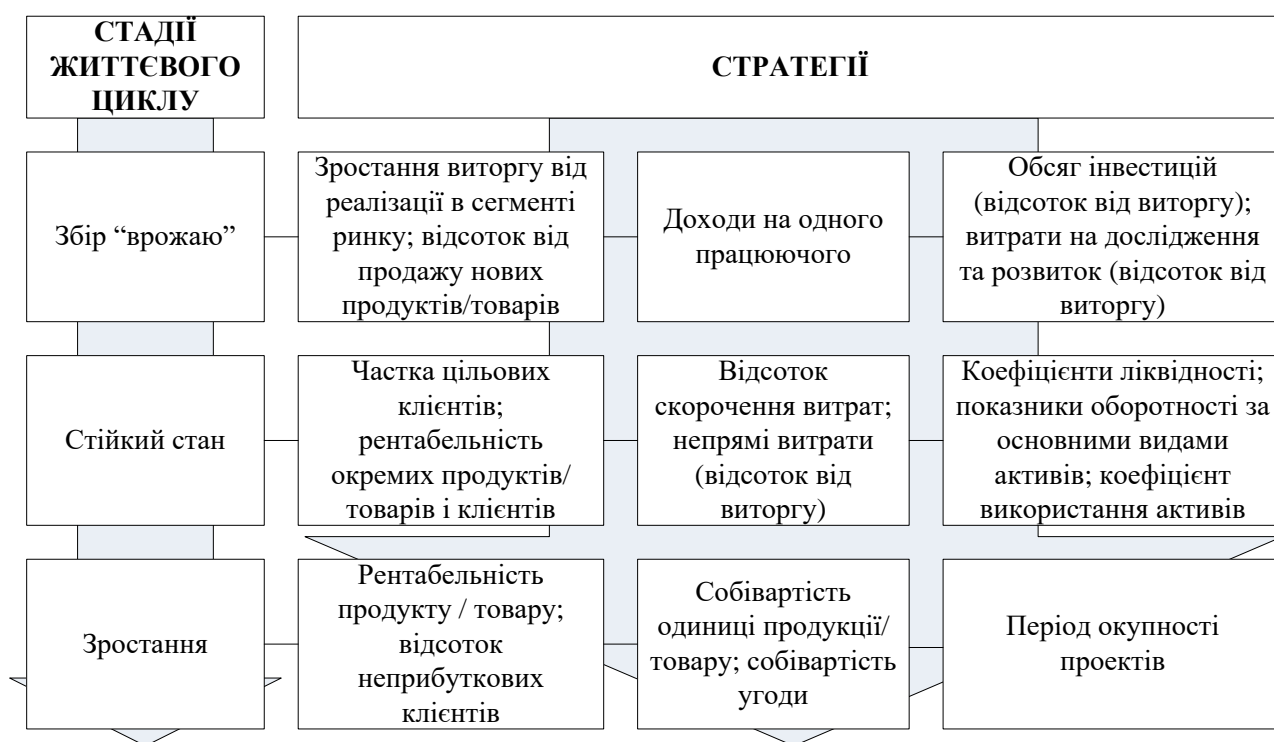 СТАДІЇ
ЖИТТЄВОГО
ЦИКЛУ
СТРАТЕГІЇ
Збір “врожаю”
Зростання виторгу від
реалізації в сегменті
ринку; відсоток від
продажу нових
продуктів/товарів
Доходи на одного
працюючого
Обсяг інвестицій
(відсоток від виторгу);
витрати на дослідження
та розвиток (відсоток від
виторгу)
Стійкий стан
Частка цільових
клієнтів;
рентабельність
окремих продуктів/
товарів і клієнтів
Відсоток
скорочення витрат;
непрямі витрати
(відсоток від
виторгу)
Коефіцієнти ліквідності;
показники оборотності за
основними видами
активів; коефіцієнт
використання активів
Зростання
Рентабельність
продукту / товару;
відсоток
неприбуткових
клієнтів
Собівартість
одиниці продукції/
товару; собівартість
угоди
Період окупності
проектів